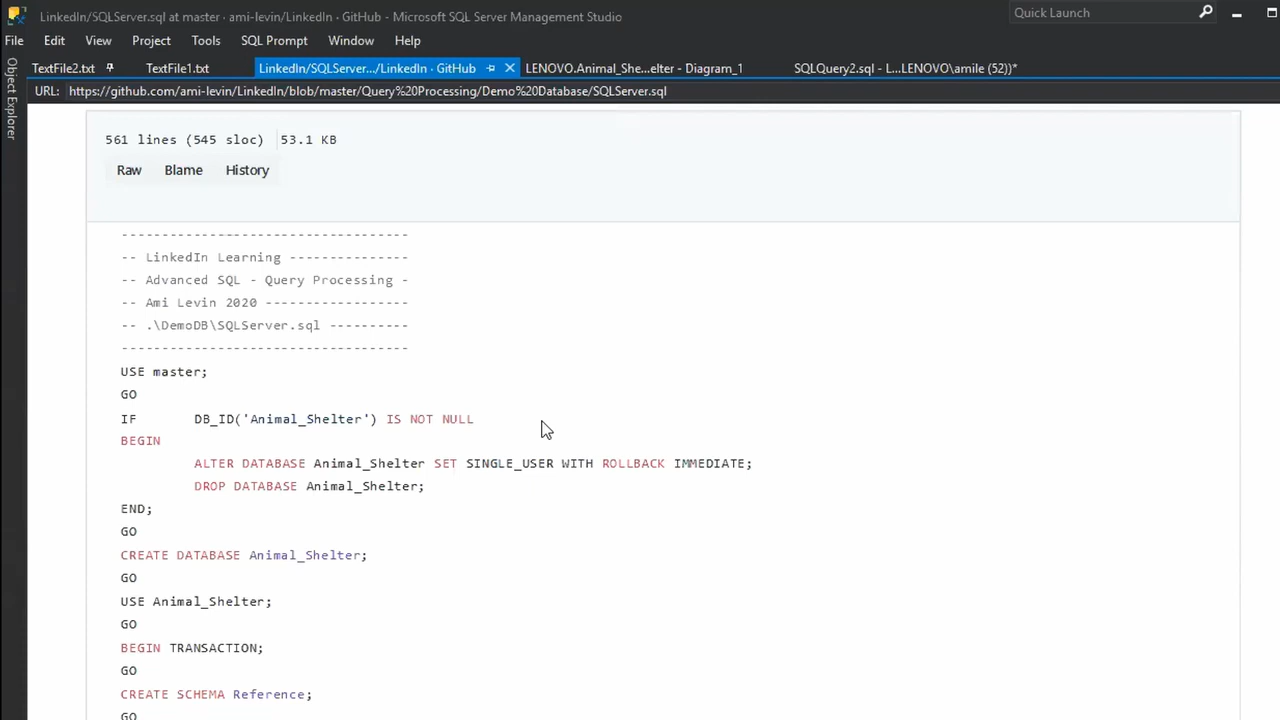 LinkedIn/SQLServer.sql at master · ami-levin/LinkedIn · GitHub - Microsoft SQL Server Management Studio
Quick Launch
File Edit View Project Tools SQL Prompt Window Help
TextFile2.txt TextFile1.txt LinkedIn/SQLServer.../LinkedIn · GitHub LENOVO.Animal_She...elter - Diagram_1 SQLQuery2.sql - L...LENOVO\amile (52))*
Object Explorer
URL: https://github.com/ami-levin/LinkedIn/blob/master/Query%20Processing/Demo%20Database/SQLServer.sql
561 lines (545 sloc) 53.1 KB
Raw Blame History
-----------------------------------
-- LinkedIn Learning ---------------
-- Advanced SQL - Query Processing -
-- Ami Levin 2020 ------------------
-- .\DemoDB\SQLServer.sql ----------
-----------------------------------
USE master;
GO
IF DB_ID('Animal_Shelter') IS NOT NULL
BEGIN
ALTER DATABASE Animal_Shelter SET SINGLE_USER WITH ROLLBACK IMMEDIATE;
DROP DATABASE Animal_Shelter;
END;
GO
CREATE DATABASE Animal_Shelter;
GO
USE Animal_Shelter;
GO
BEGIN TRANSACTION;
GO
CREATE SCHEMA Reference;
GO